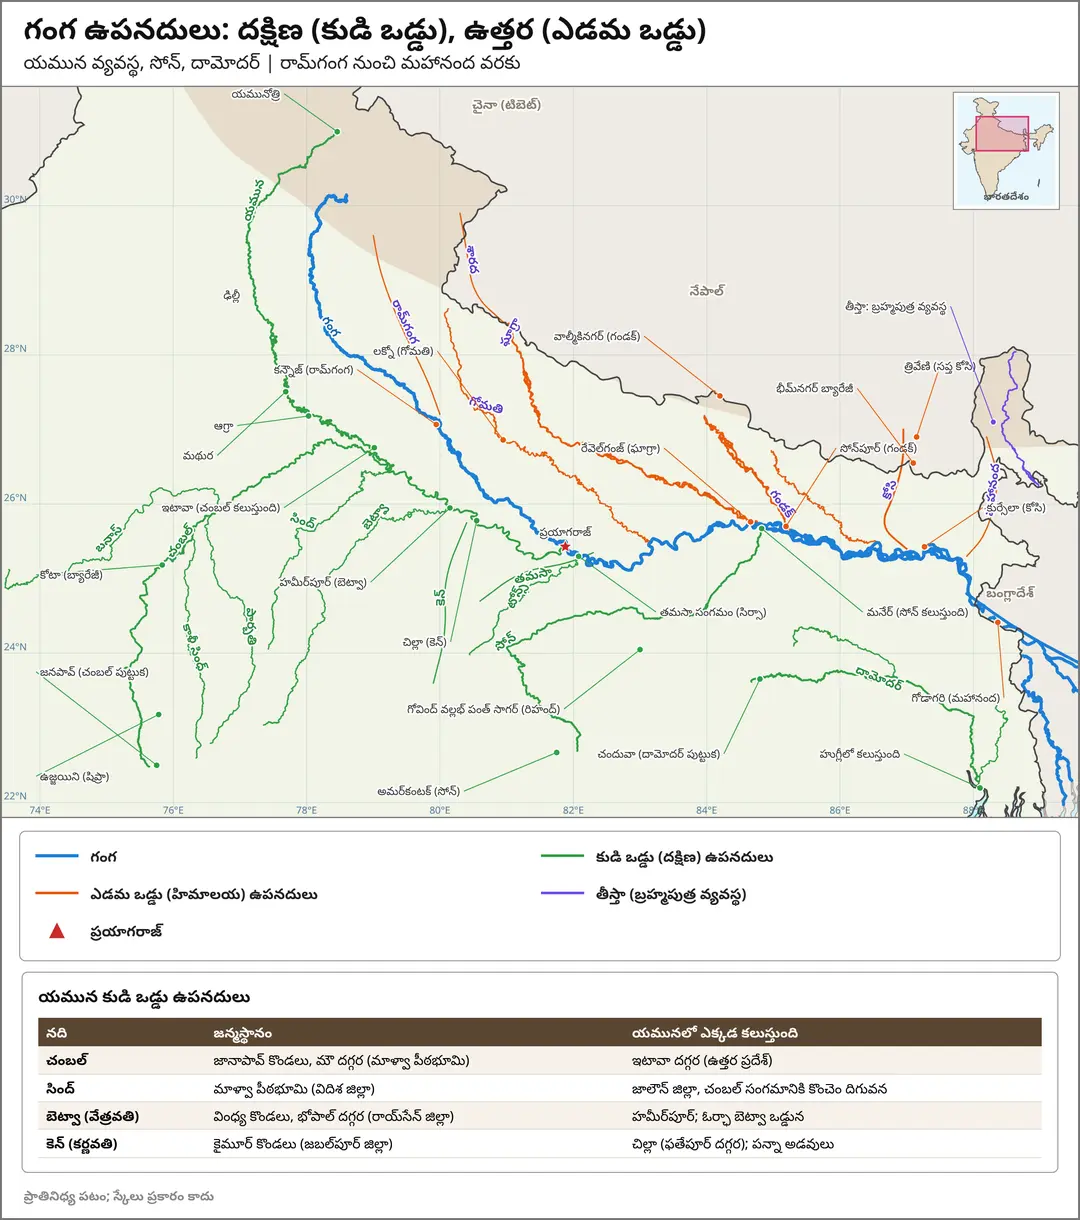 గంగ ఉపనదులు: దక్షిణ (కుడి ఒడ్డు), ఉత్తర (ఎడమ ఒడ్డు)
యమున వ్యవస్థ, సోన్, దామోదర్ | రామ్‌గంగ నుంచి మహానంద వరకు
యమునోత్రి
చైనా (టిబెట్)
భారతదేశం
30°N
యమున
శారద
ఢిల్లీ
నేపాల్
తీస్తా: బ్రహ్మపుత్ర వ్యవస్థ
గంగ
రామ్‌గంగ
ఘాగ్రా
వాల్మీకినగర్ (గండక్)
28°N
లక్నో (గోమతి)
కన్నౌజ్ (రామ్‌గంగ)
త్రివేణి (సప్త కోసి)
భీమ్‌నగర్ బ్యారేజీ
గోమతి
ఆగ్రా
మథుర
రేవెల్‌గంజ్ (ఘాగ్రా)
సోన్‌పూర్ (గండక్)
26°N
ఇటావా (చంబల్ కలుస్తుంది)
సింద్
బెట్వా
గండక్
కోసి
మహానంద
కుర్సేలా (కోసి)
బనాస్
చంబల్
ప్రయాగరాజ్
కోటా (బ్యారేజీ)
హమీర్‌పూర్ (బెట్వా)
కెన్
తమసా
టోన్స్
బంగ్లాదేశ్
తమసా సంగమం (సిర్సా)
మనేర్ (సోన్ కలుస్తుంది)
కాలీ సింధ్
పార్బతి
చిల్లా (కెన్)
సోన్
24°N
జనపావ్ (చంబల్ పుట్టుక)
దామోదర్
గోడాగరి (మహానంద)
గోవింద్ వల్లభ్ పంత్ సాగర్ (రిహంద్)
చందువా (దామోదర్ పుట్టుక)
హుగ్లీలో కలుస్తుంది
ఉజ్జయిని (షిప్రా)
అమర్‌కంటక్ (సోన్)
22°N
74°E 76°E 78°E 80°E 82°E 84°E 86°E 88°E
గంగ
కుడి ఒడ్డు (దక్షిణ) ఉపనదులు
ఎడమ ఒడ్డు (హిమాలయ) ఉపనదులు
తీస్తా (బ్రహ్మపుత్ర వ్యవస్థ)
ప్రయాగరాజ్
యమున కుడి ఒడ్డు ఉపనదులు
నది జన్మస్థానం యమునలో ఎక్కడ కలుస్తుంది
చంబల్ జానాపావ్ కొండలు, మౌ దగ్గర (మాళ్వా పీఠభూమి) ఇటావా దగ్గర (ఉత్తర ప్రదేశ్)
సింద్ మాళ్వా పీఠభూమి (విదిశ జిల్లా) జాలౌన్ జిల్లా, చంబల్ సంగమానికి కొంచెం దిగువన
బెట్వా (వేత్రవతి) వింధ్య కొండలు, భోపాల్ దగ్గర (రాయ్‌సేన్ జిల్లా) హమీర్‌పూర్; ఓర్ఛా బెట్వా ఒడ్డున
కెన్ (కర్ణవతి) కైమూర్ కొండలు (జబల్‌పూర్ జిల్లా) చిల్లా (ఫతేపూర్ దగ్గర); పన్నా అడవులు
ప్రాతినిధ్య పటం; స్కేలు ప్రకారం కాదు